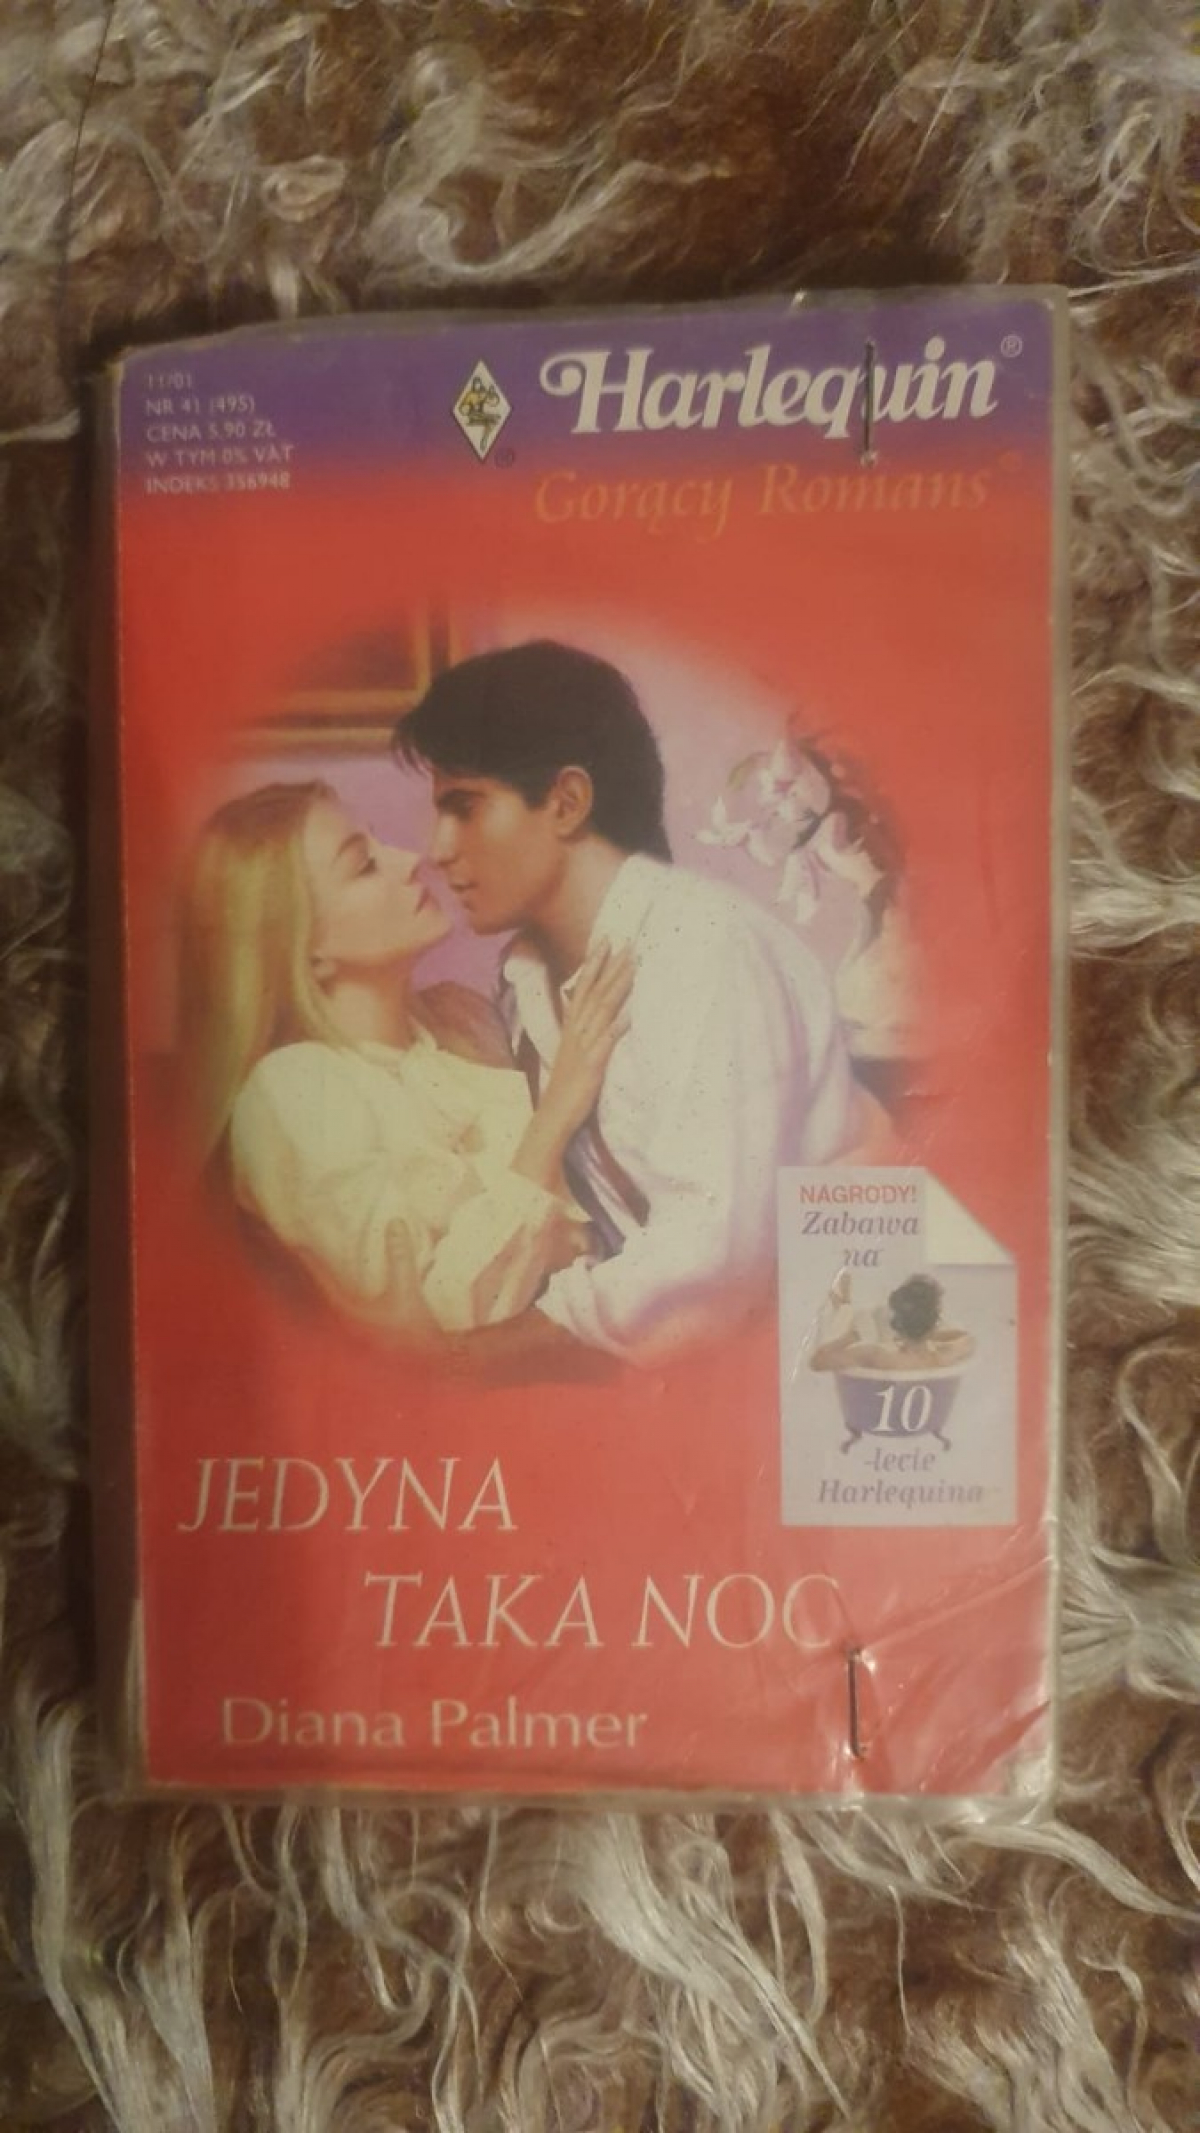 11/01
NR 41 (495)
CENA 5,90 ZŁ
W TYM 0% VAT
INDEKS 356948
Harlequin®
Gorący Romans®
NAGRODY!
Zabawa
na
10
-lecie
Harlequina
JEDYNA
TAKA NOC
Diana Palmer